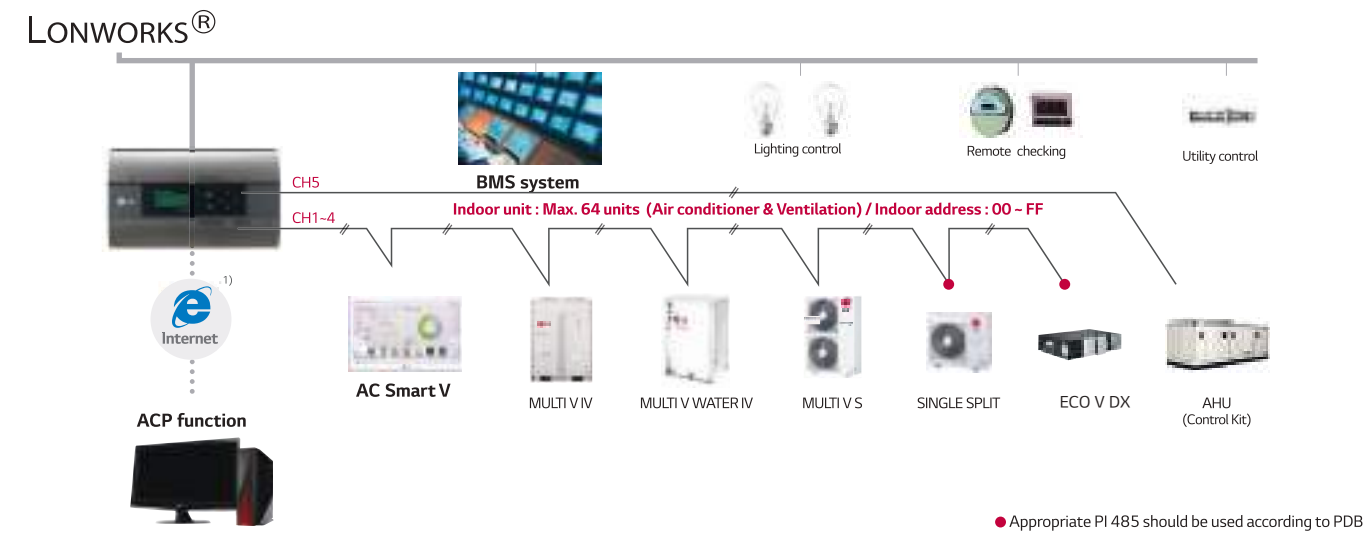 LONWORKS®
Lighting control
Remote checking
Utility control
BMS system
CH5
Indoor unit : Max. 64 units (Air conditioner & Ventilation) / Indoor address : 00 ~ FF
CH1~4
1)
Internet
AC Smart V
MULTI V IV
MULTI V WATER IV
MULTI V S
SINGLE SPLIT
ECO V DX
AHU
(Control Kit)
ACP function
Appropriate PI 485 should be used according to PDB